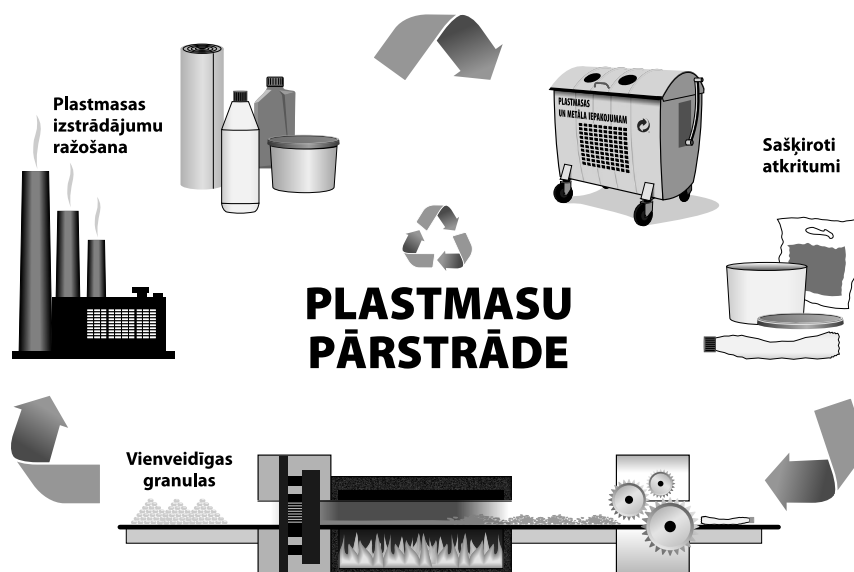 Plastmasas
izstrādājumu
ražošana
PLASTMASAS
UN METĀLA IEPAKOJUMAM
Sašķiroti
atkritumi
PLASTMASU
PĀRSTRĀDE
Vienveidīgas
granulas